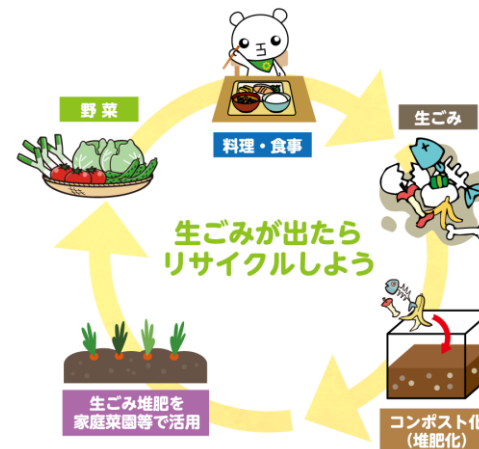 野菜
料理・食事
生ごみ
生ごみが出たら
リサイクルしよう
生ごみ堆肥を
家庭菜園等で活用
コンポスト化
(堆肥化)